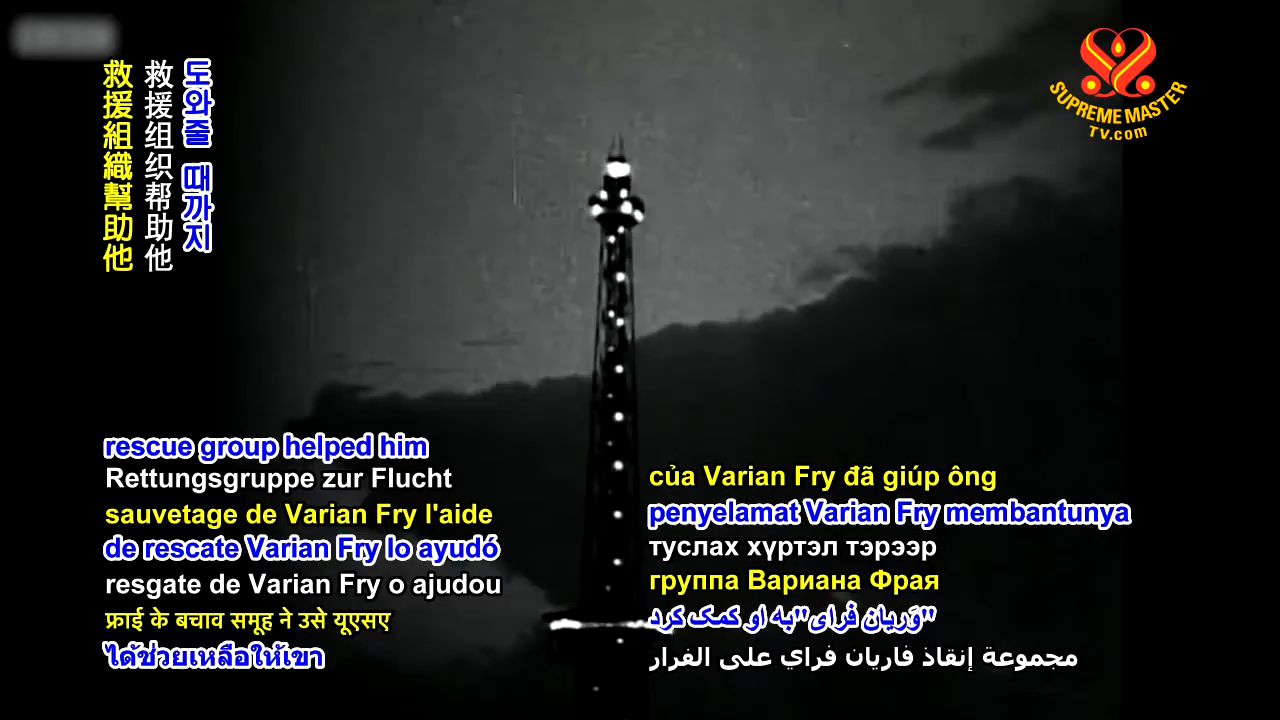 救援組織幫助他
救援组织帮助他
도와줄 때까지
SUPREME MASTER
TV.com
rescue group helped him
Rettungsgruppe zur Flucht
sauvetage de Varian Fry l'aide
de rescate Varian Fry lo ayudó
resgate de Varian Fry o ajudou
फ्राई के बचाव समूह ने उसे यूएसए
ได้ช่วยเหลือให้เขา
của Varian Fry đã giúp ông
penyelamat Varian Fry membantunya
туслах хүртэл тэрээр
группа Вариана Фрая
"وَریان فرای"به او کمک کرد
مجموعة إنقاذ فاريان فراي على الفرار